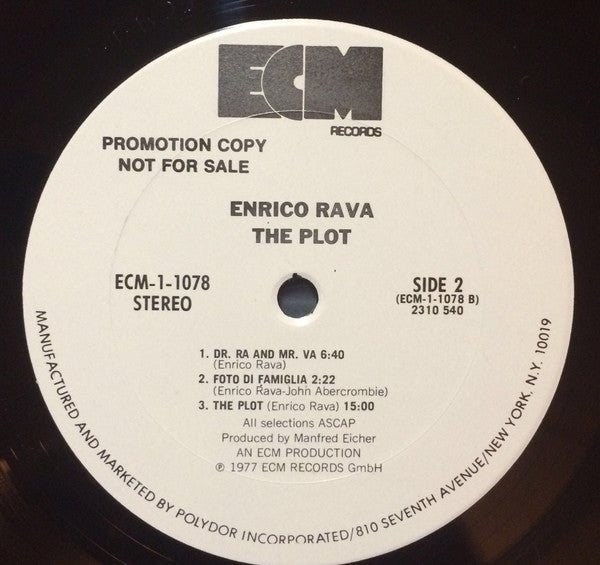 ECM
RECORDS
PROMOTION COPY
NOT FOR SALE
ENRICO RAVA
THE PLOT
ECM-1-1078
STEREO
SIDE 2
(ECM-1-1078 B)
2310 540
1. DR. RA AND MR. VA 6:40
(Enrico Rava)
2. FOTO DI FAMIGLIA 2:22
(Enrico Rava-John Abercrombie)
3. THE PLOT (Enrico Rava) 15:00
All selections ASCAP
Produced by Manfred Eicher
AN ECM PRODUCTION
℗ 1977 ECM RECORDS GmbH
MANUFACTURED AND MARKETED BY POLYDOR INCORPORATED/810 SEVENTH AVENUE/NEW YORK, N.Y. 10019